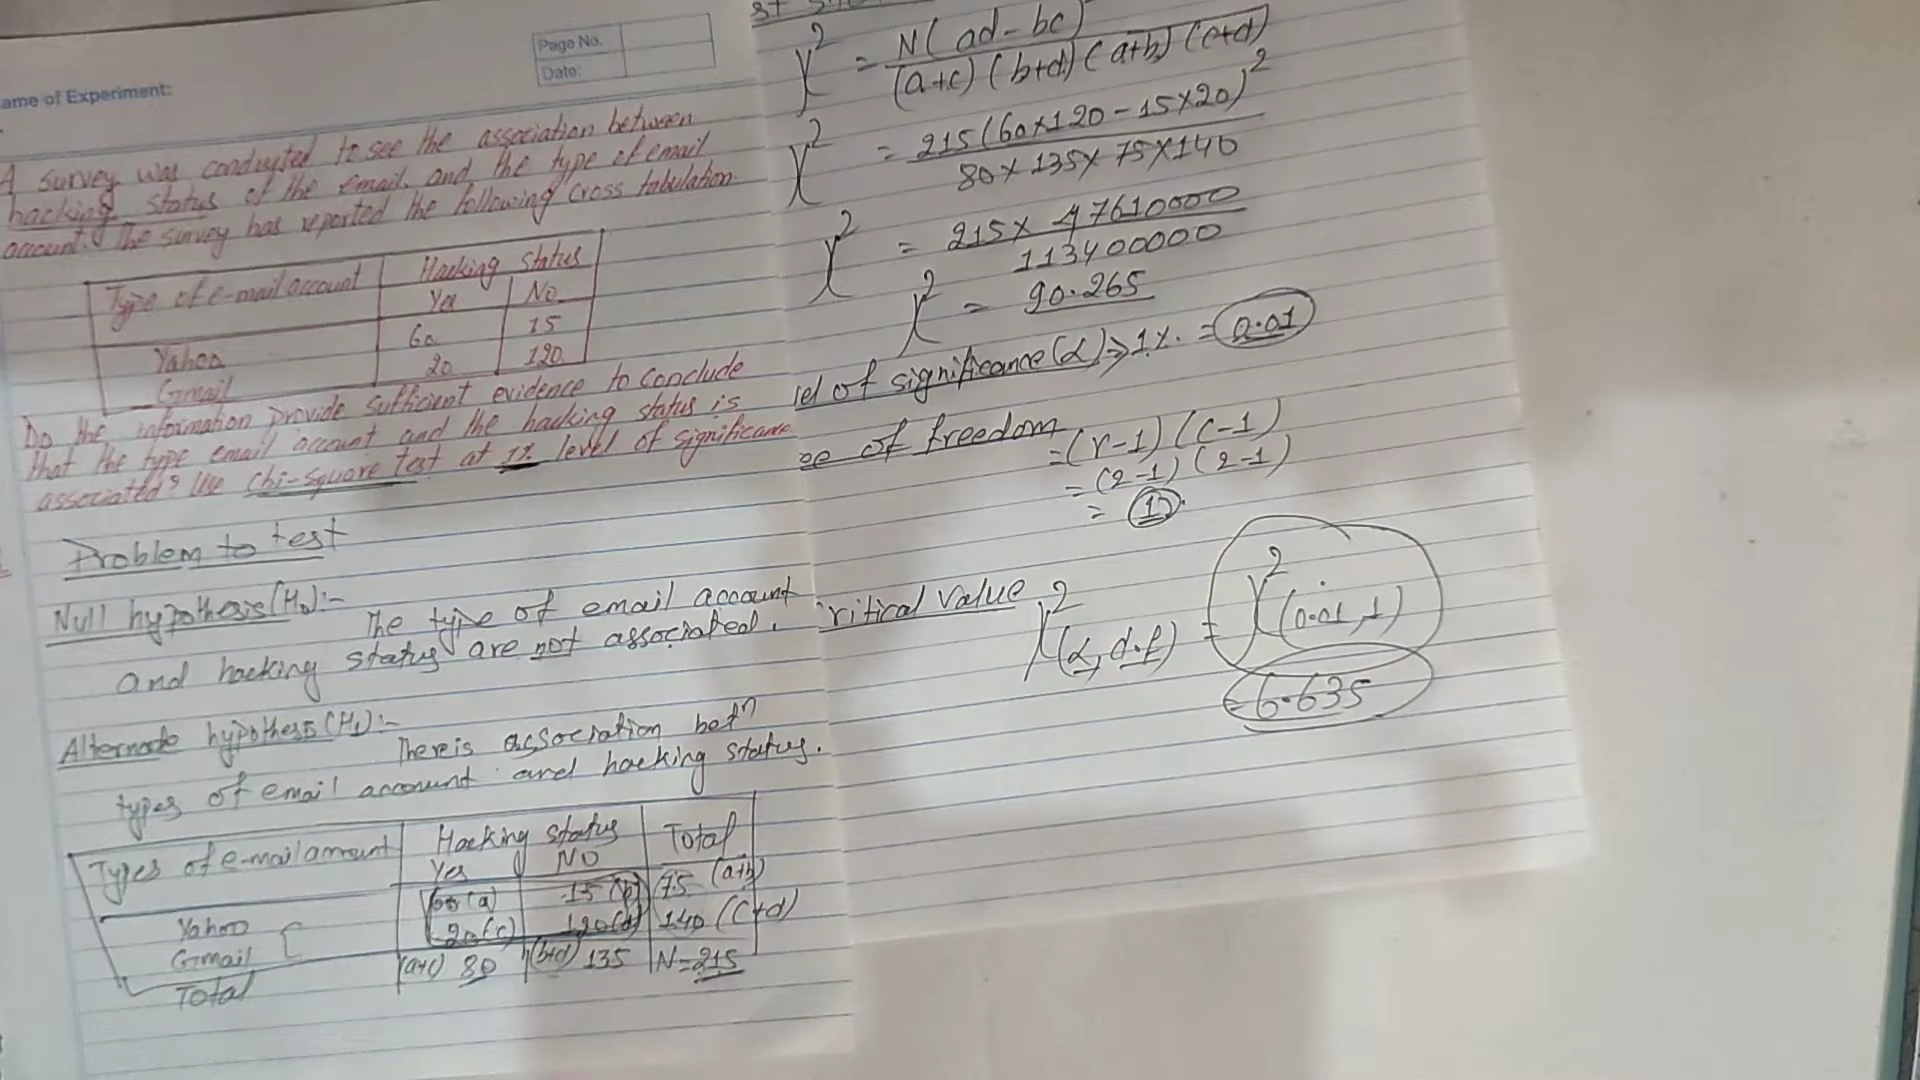 Page No.
Date:
ame of Experiment:
A survey was conducted to see the association between
hacking status of the email. and the type of email
account. The survey has reported the following cross tabulation
Type of e-mail account
Hacking status
Yes
No
Yahoo
60
15
Gmail
20
120
Do the information provide sufficient evidence to conclude
that the type email account and the hacking status is
associated? Use Chi-square test at 1% level of significance
Problem to test
Null hypothesis(H0):-
The type of email account
and hacking status are not associated.
Alternate hypothesis(H1):-
There is association betn
types of email account and hacking status.
Types of e-mail amount
Hacking status
Total
Yes
NO
Yahoo
60(a)
15(b)
75 (a+b)
Gmail
20(c)
120(d)
140 (c+d)
Total
(a+c) 80
(b+d) 135
N=215
χ² = N(ad-bc)
(a+c)(b+d)(a+b)(c+d)
χ² = 215(60×120-15×20)²
80×135×75×140
χ² = 215× 47610000
113400000
χ² = 90.265
el of significance(α)⇒1%. = 0.01
ee of freedom
=(r-1)(c-1)
=(2-1)(2-1)
= 1
critical value
χ²(α, d.f) = χ²(0.01,1)
=6.635